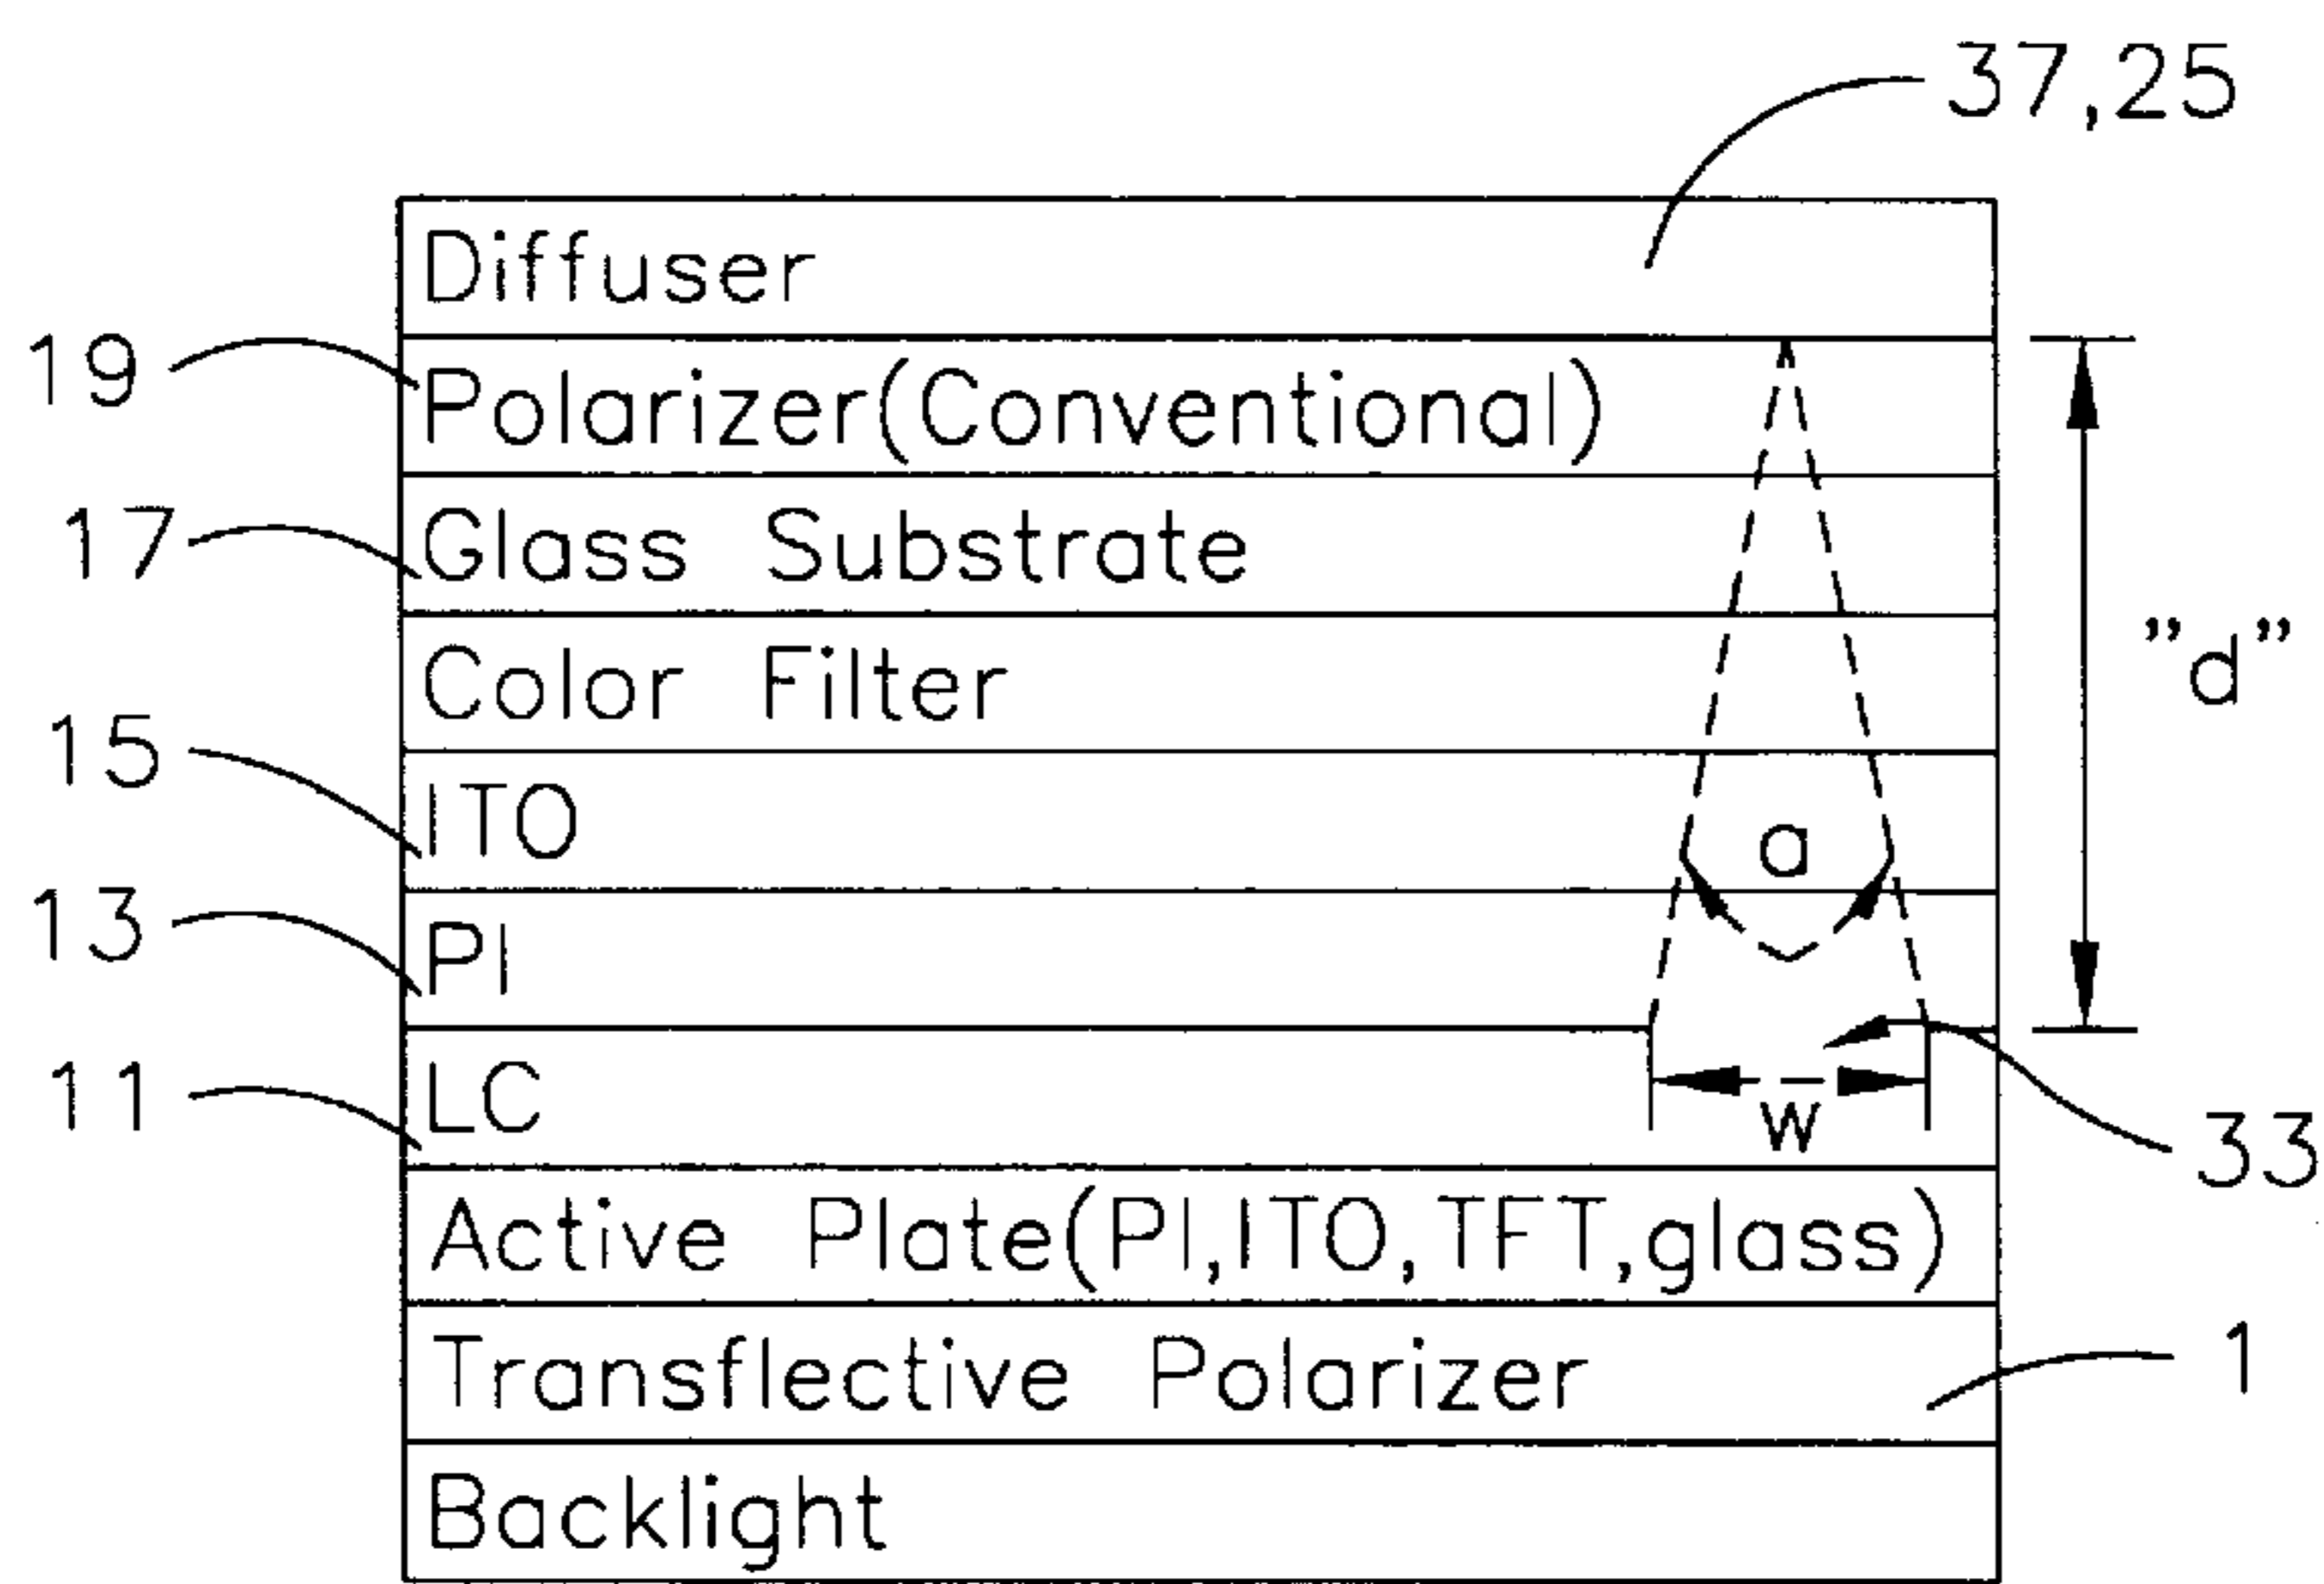 37,25
Diffuser
19
Polarizer(Conventional)
17
Glass Substrate
Color Filter
"d"
15
ITO
a
13
PI
11
LC
w
33
Active Plate(PI,ITO,TFT,glass)
Transflective Polarizer
1
Backlight